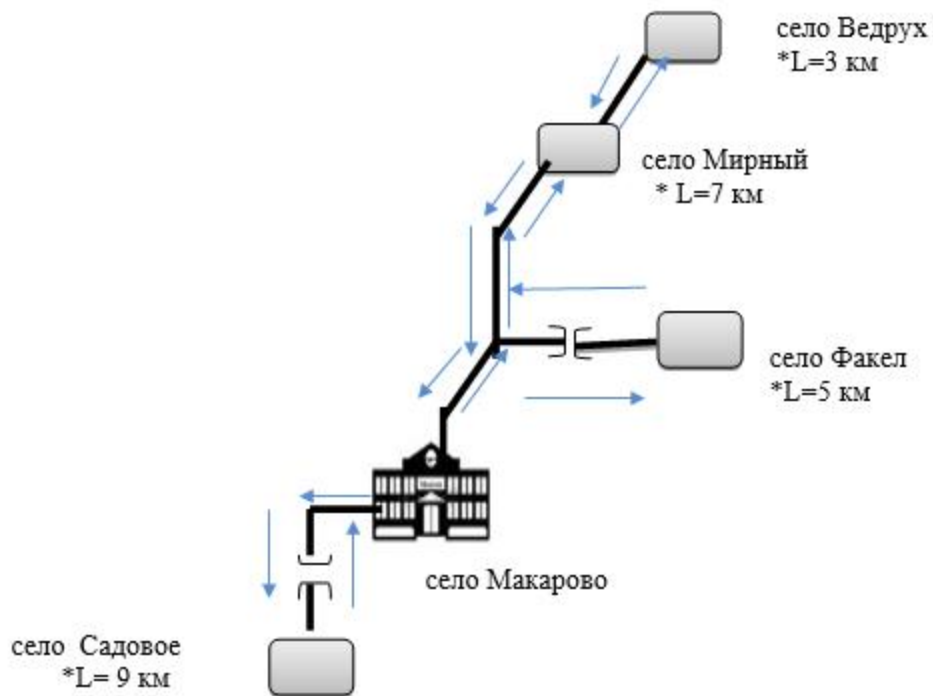 село Ведрух
*L=3 км
село Мирный
* L=7 км
село Факел
*L=5 км
село Макарово
село Садовое
*L= 9 км